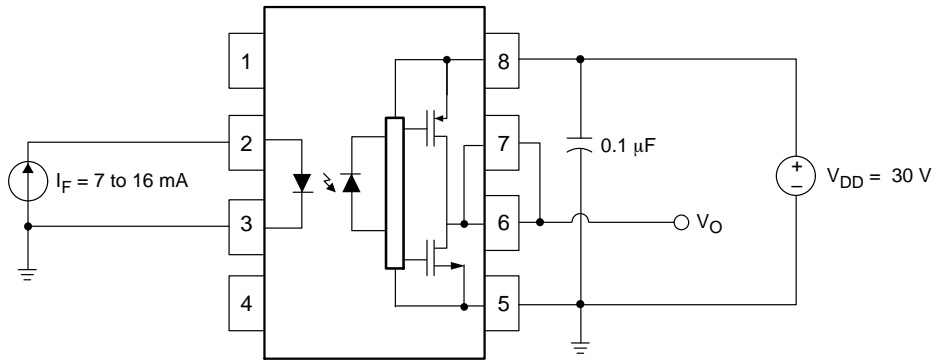 1
8
2
7
0.1 μF
I_F = 7 to 16 mA
+
–
V_DD = 30 V
3
6
V_O
4
5